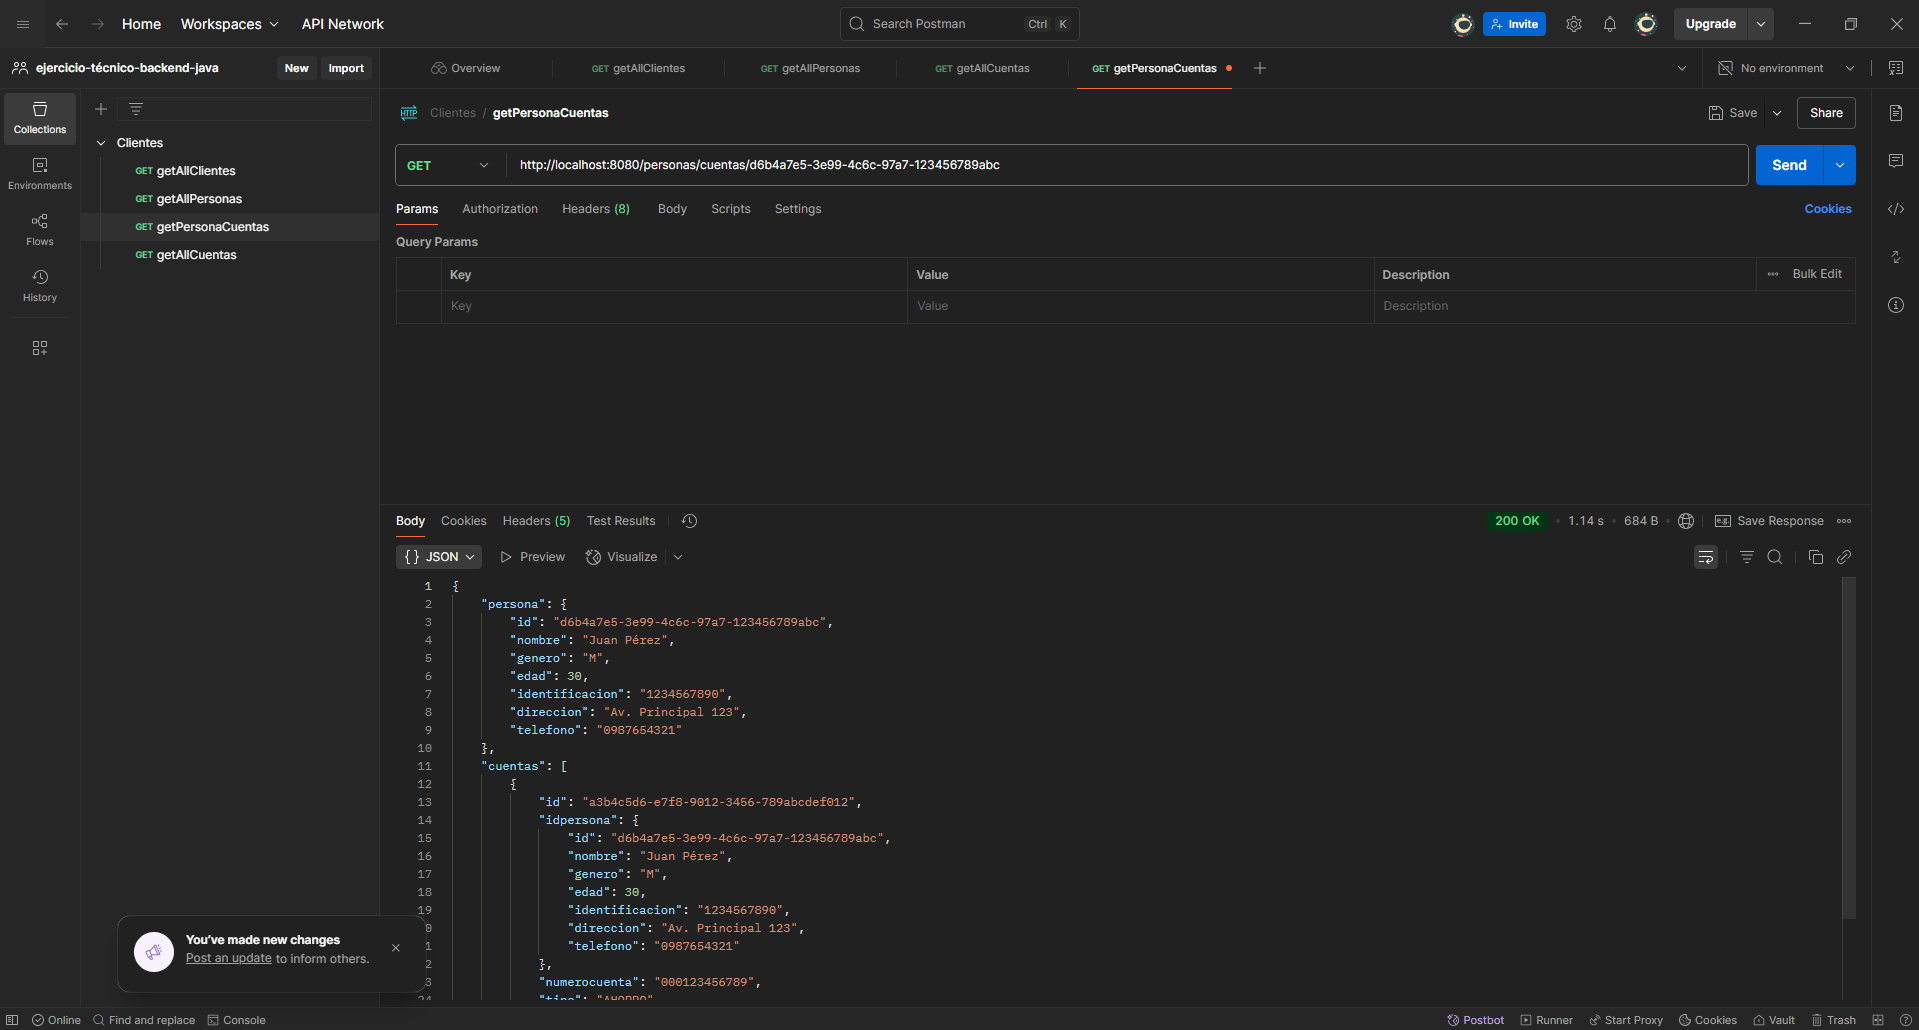 Home Workspaces API Network Search Postman Ctrl K Invite Upgrade
ejercicio-técnico-backend-java New Import Overview GET getAllClientes GET getAllPersonas GET getAllCuentas GET getPersonaCuentas No environment
Collections
Environments
Flows
History
Clientes
GET getAllClientes
GET getAllPersonas
GET getPersonaCuentas
GET getAllCuentas
HTTP Clientes / getPersonaCuentas Save Share
GET http://localhost:8080/personas/cuentas/d6b4a7e5-3e99-4c6c-97a7-123456789abc Send
Params Authorization Headers (8) Body Scripts Settings Cookies
Query Params
Key Value Description Bulk Edit
Key Value Description
Body Cookies Headers (5) Test Results 200 OK 1.14 s 684 B e.g. Save Response
{} JSON Preview Visualize
1 {
2 "persona": {
3 "id": "d6b4a7e5-3e99-4c6c-97a7-123456789abc",
4 "nombre": "Juan Pérez",
5 "genero": "M",
6 "edad": 30,
7 "identificacion": "1234567890",
8 "direccion": "Av. Principal 123",
9 "telefono": "0987654321"
10 },
11 "cuentas": [
12 {
13 "id": "a3b4c5d6-e7f8-9012-3456-789abcdef012",
14 "idpersona": {
15 "id": "d6b4a7e5-3e99-4c6c-97a7-123456789abc",
16 "nombre": "Juan Pérez",
17 "genero": "M",
18 "edad": 30,
19 "identificacion": "1234567890",
0 "direccion": "Av. Principal 123",
1 "telefono": "0987654321"
2 },
3 "numerocuenta": "000123456789",
24 "tipo": "AHORRO"
You've made new changes
Post an update to inform others.
Online Find and replace Console Postbot Runner Start Proxy Cookies Vault Trash